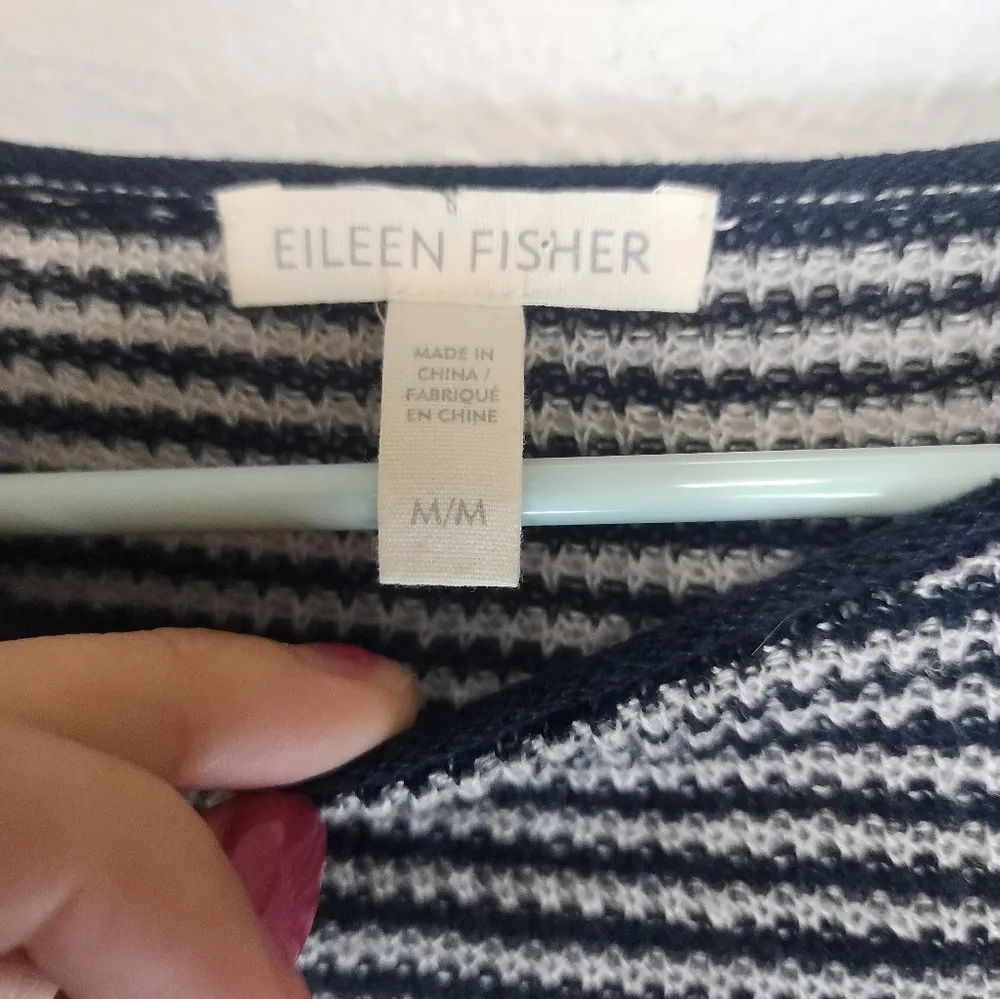 EILEEN FISHER
MADE IN
CHINA /
FABRIQUÉ
EN CHINE
M/M